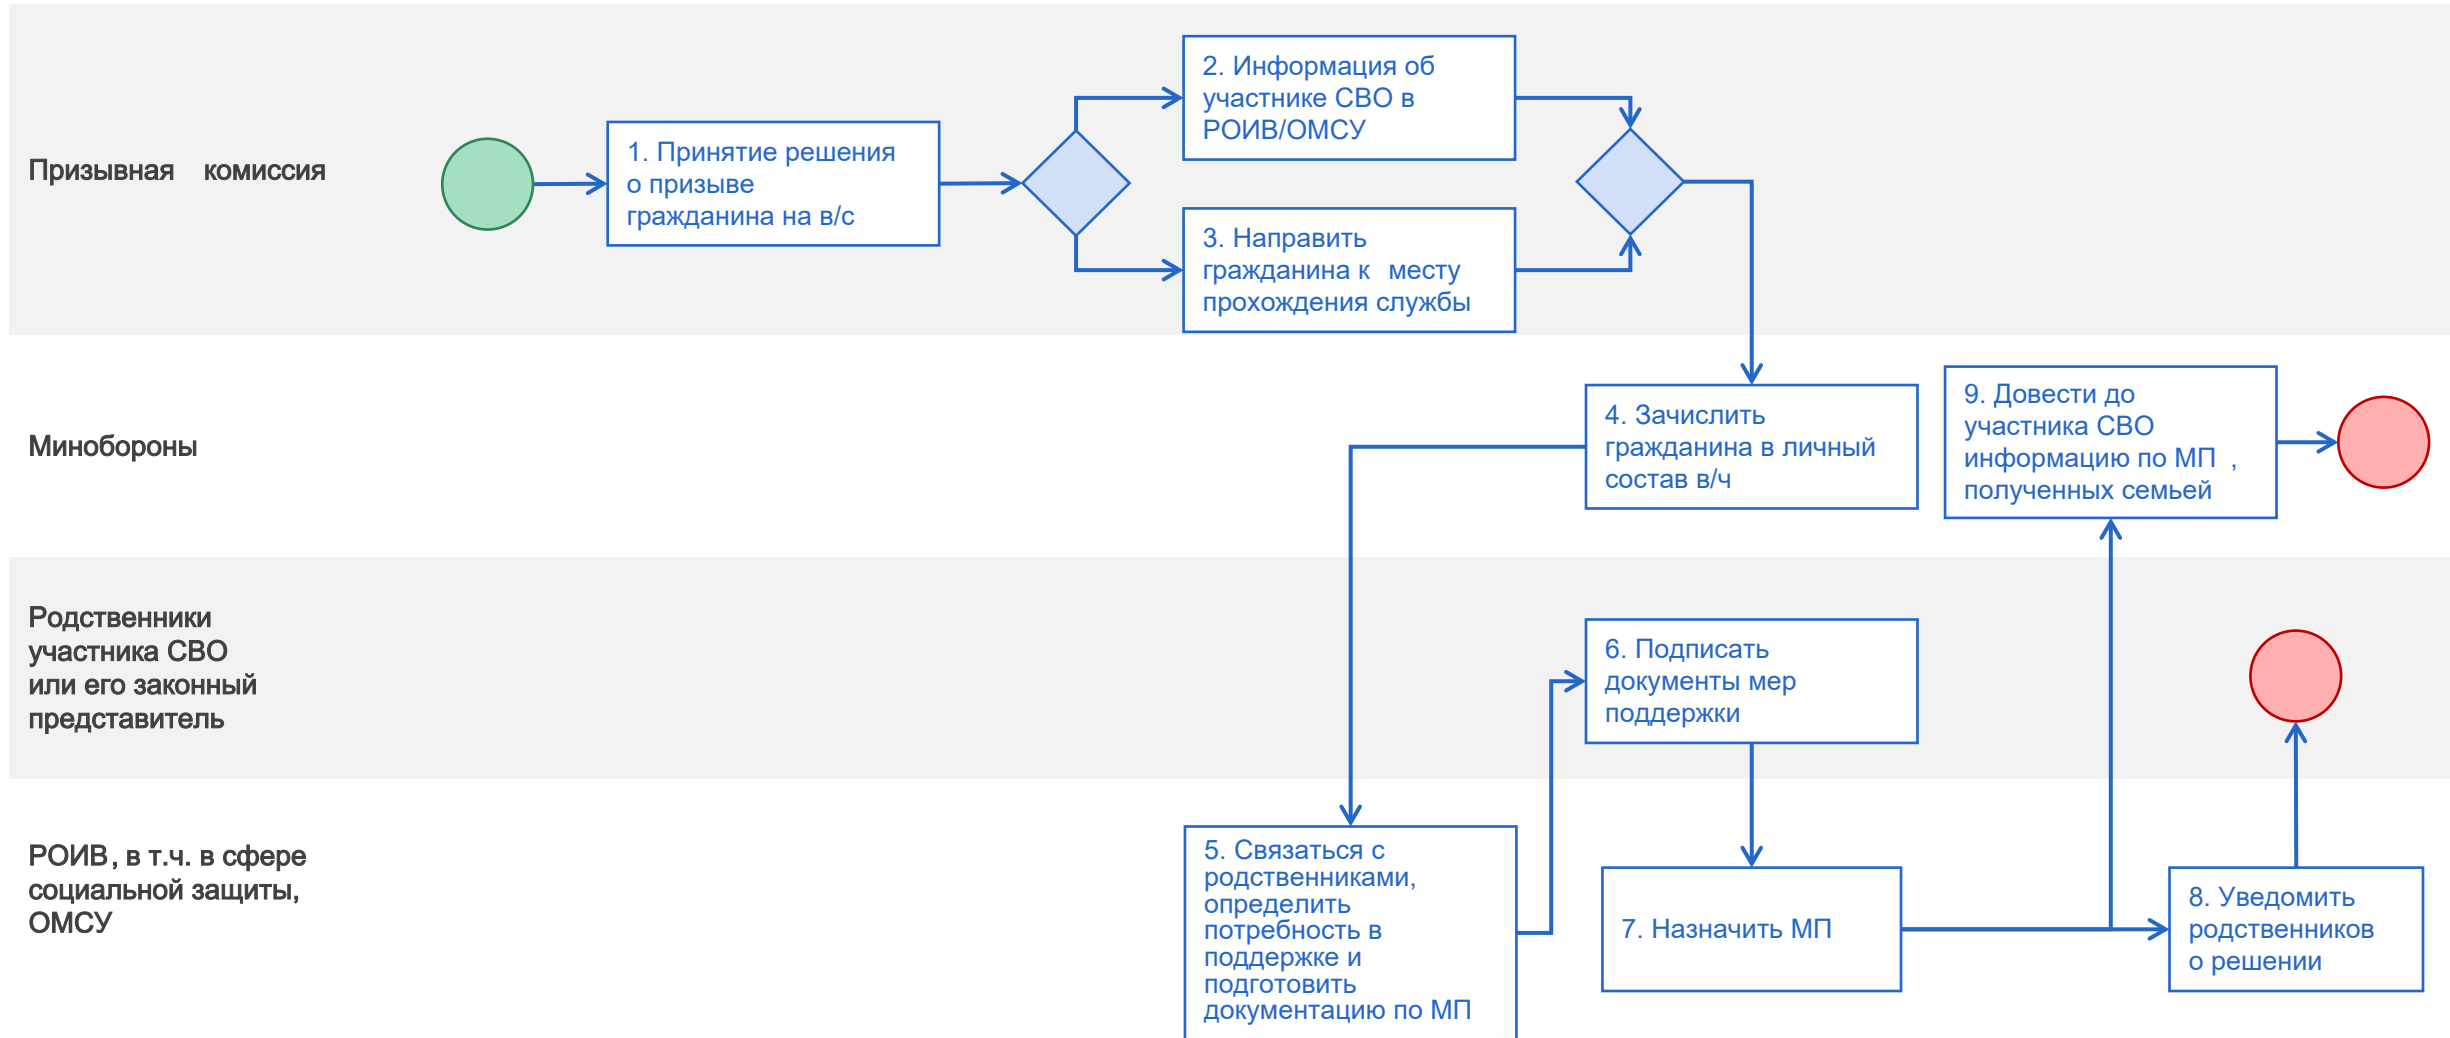 Призывная комиссия
1. Принятие решения
о призыве
гражданина на в/с
2. Информация об
участнике СВО в
РОИВ/ОМСУ
3. Направить
гражданина к месту
прохождения службы
Минобороны
4. Зачислить
гражданина в личный
состав в/ч
9. Довести до
участника СВО
информацию по МП ,
полученных семьей
Родственники
участника СВО
или его законный
представитель
6. Подписать
документы мер
поддержки
РОИВ, в т.ч. в сфере
социальной защиты,
ОМСУ
5. Связаться с
родственниками,
определить
потребность в
поддержке и
подготовить
документацию по МП
7. Назначить МП
8. Уведомить
родственников
о решении